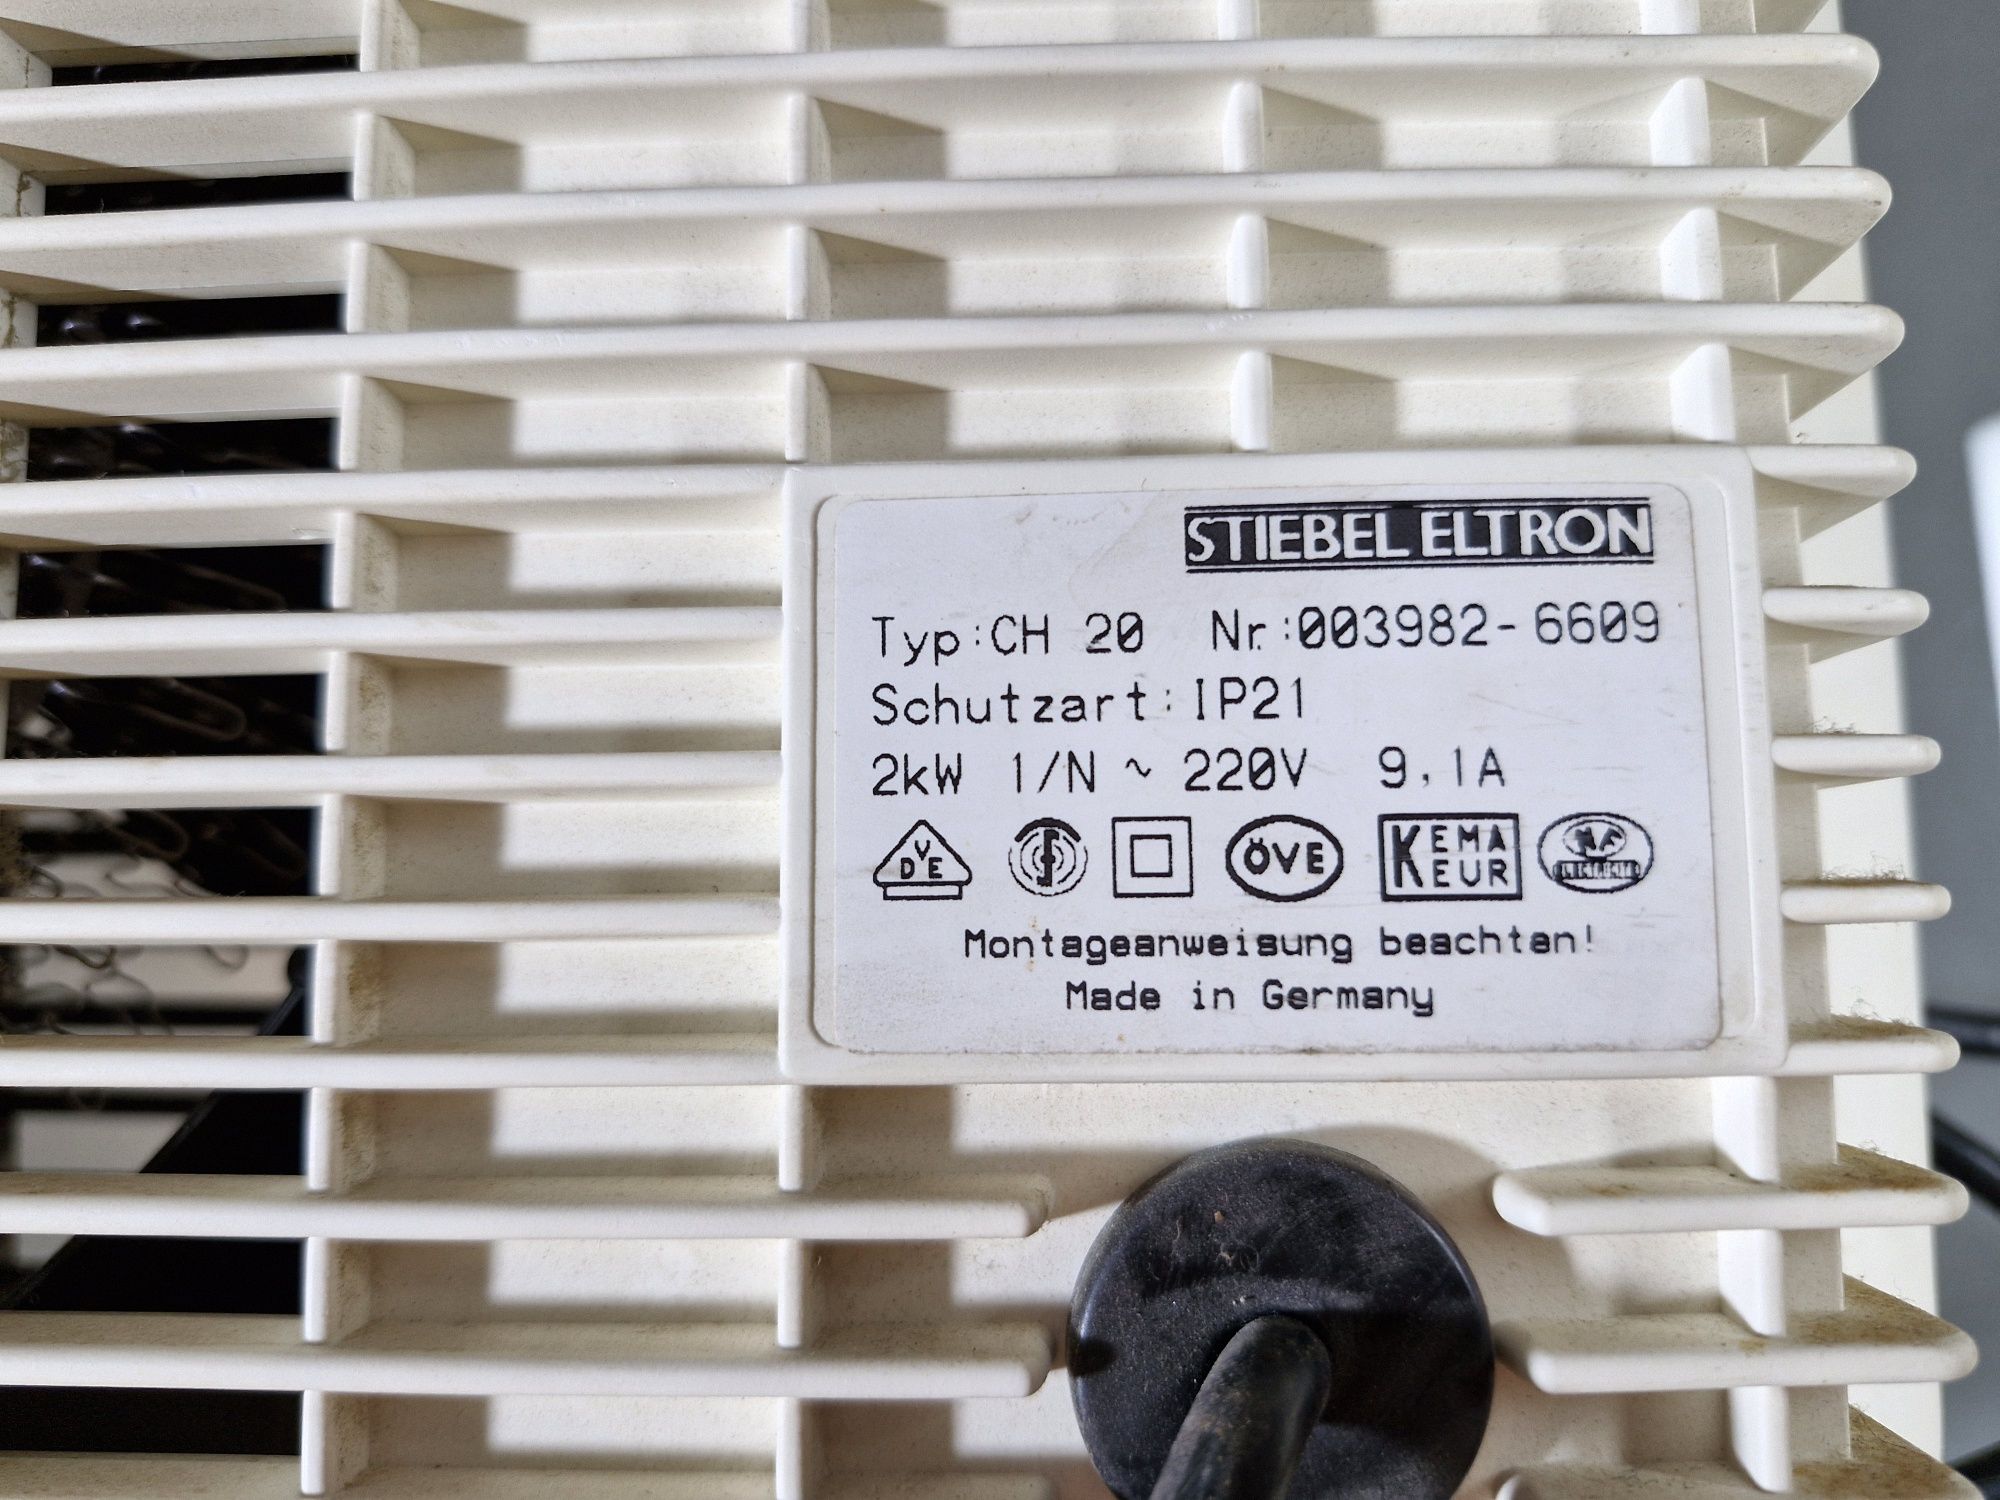 STIEBEL ELTRON
Typ:CH 20 Nr.:003982-6609
Schutzart:IP21
2kW 1/N ~ 220V 9,1A
DVE S ÖVE KEMA KEUR NF
Montageanweisung beachten!
Made in Germany